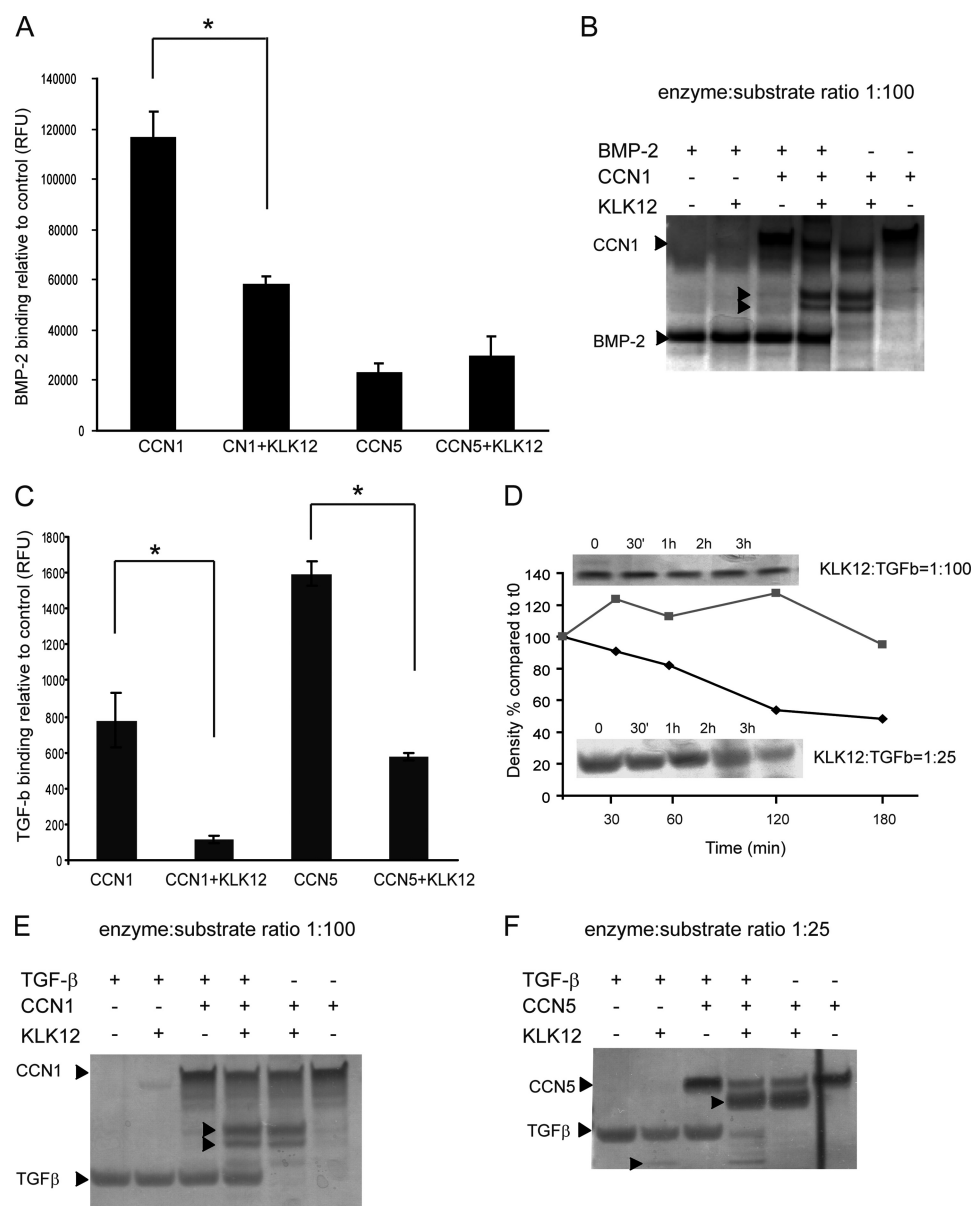 A
*
BMP-2 binding relative to control (RFU)
140000
120000
100000
80000
60000
40000
20000
0
CCN1 CN1+KLK12 CCN5 CCN5+KLK12
B
enzyme:substrate ratio 1:100
BMP-2 + + + + - -
CCN1 - - + + + +
KLK12 - + - + + -
CCN1
BMP-2
C
* *
TGF-b binding relative to control (RFU)
1800
1600
1400
1200
1000
800
600
400
200
0
CCN1 CCN1+KLK12 CCN5 CCN5+KLK12
D
0 30' 1h 2h 3h
KLK12:TGFb=1:100
Density % compared to t0
140
120
100
80
60
40
20
0
0 30' 1h 2h 3h
KLK12:TGFb=1:25
30 60 120 180
Time (min)
E
enzyme:substrate ratio 1:100
TGF-β + + + + - -
CCN1 - - + + + +
KLK12 - + - + + -
CCN1
TGFβ
F
enzyme:substrate ratio 1:25
TGF-β + + + + - -
CCN5 - - + + + +
KLK12 - + - + + -
CCN5
TGFβ